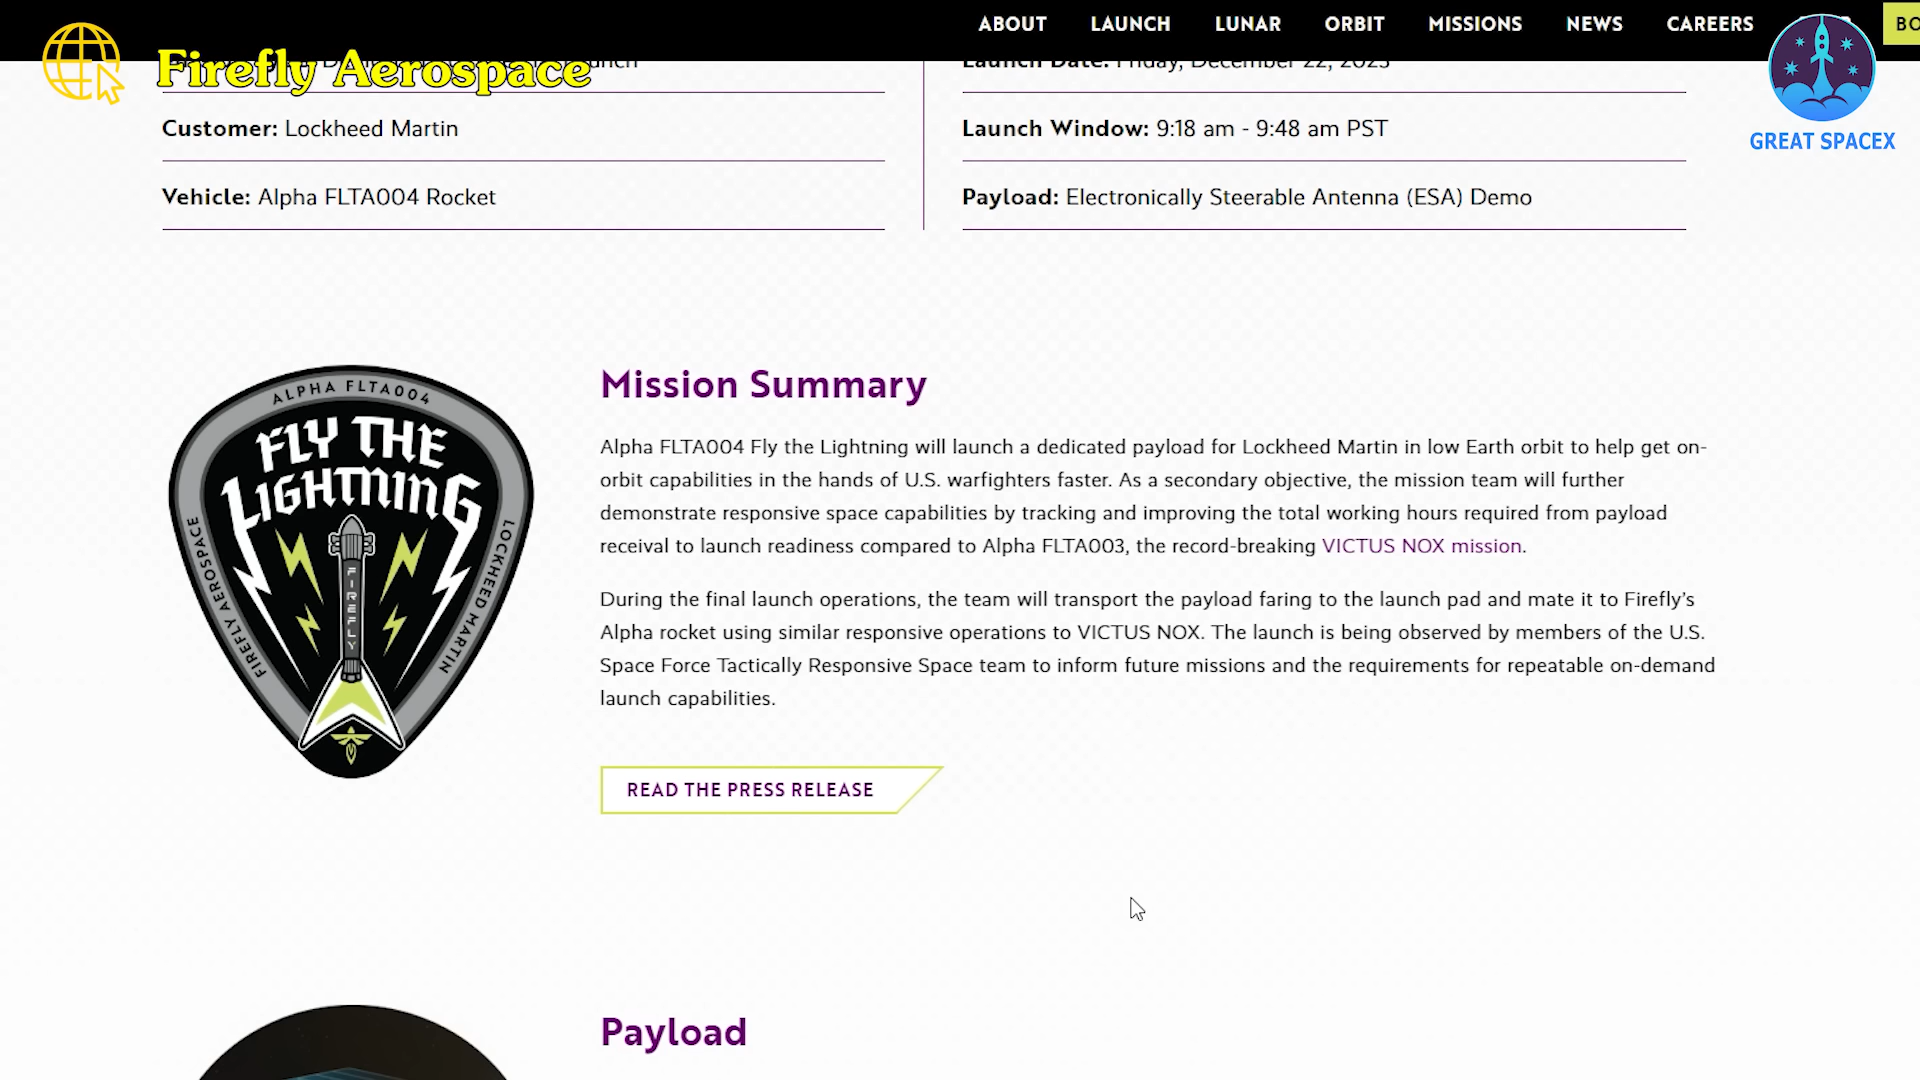 ABOUT LAUNCH LUNAR ORBIT MISSIONS NEWS CAREERS
BO
Firefly Aerospace
Launch Date: Friday, December 22, 2023
GREAT SPACEX
Customer: Lockheed Martin
Launch Window: 9:18 am - 9:48 am PST
Vehicle: Alpha FLTA004 Rocket
Payload: Electronically Steerable Antenna (ESA) Demo
ALPHA FLTA004
FLY THE
LIGHTNING
FIREFLY AEROSPACE
FIREFLY
LOCKHEED MARTIN
Mission Summary
Alpha FLTA004 Fly the Lightning will launch a dedicated payload for Lockheed Martin in low Earth orbit to help get on-
orbit capabilities in the hands of U.S. warfighters faster. As a secondary objective, the mission team will further
demonstrate responsive space capabilities by tracking and improving the total working hours required from payload
receival to launch readiness compared to Alpha FLTA003, the record-breaking VICTUS NOX mission.
During the final launch operations, the team will transport the payload faring to the launch pad and mate it to Firefly's
Alpha rocket using similar responsive operations to VICTUS NOX. The launch is being observed by members of the U.S.
Space Force Tactically Responsive Space team to inform future missions and the requirements for repeatable on-demand
launch capabilities.
READ THE PRESS RELEASE
Payload